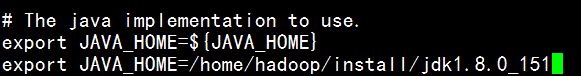 # The java implementation to use.
export JAVA_HOME=${JAVA_HOME}
export JAVA_HOME=/home/hadoop/install/jdk1.8.0_151